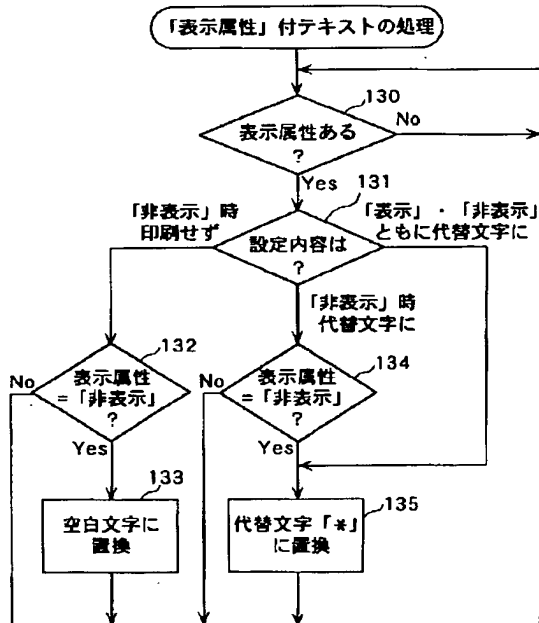 「表示属性」付テキストの処理
130
表示属性ある
?
No
Yes
131
「非表示」時
印刷せず
「表示」・「非表示」
ともに代替文字に
設定内容は
?
「非表示」時
代替文字に
132
134
No
表示属性
=「非表示」
?
No
表示属性
=「非表示」
?
Yes
Yes
133
135
空白文字に
置換
代替文字「*」
に置換